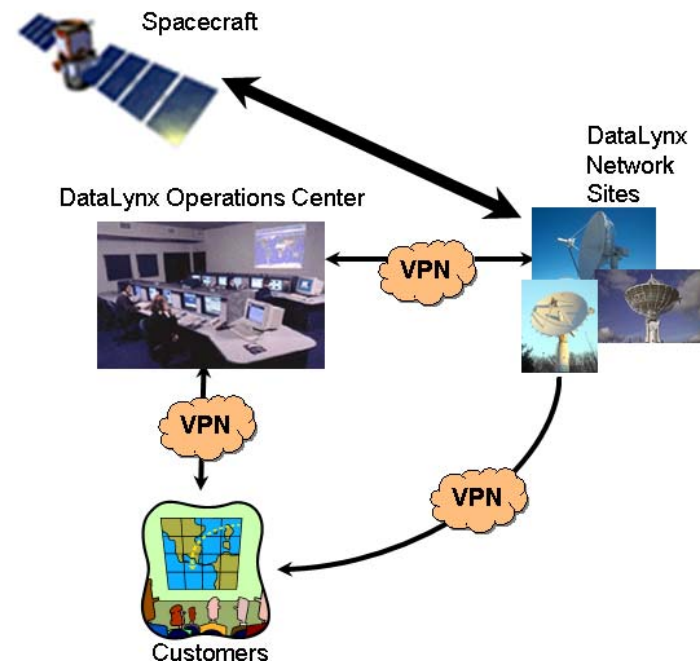 Spacecraft
DataLynx
Network
Sites
DataLynx Operations Center
VPN
VPN
VPN
Customers